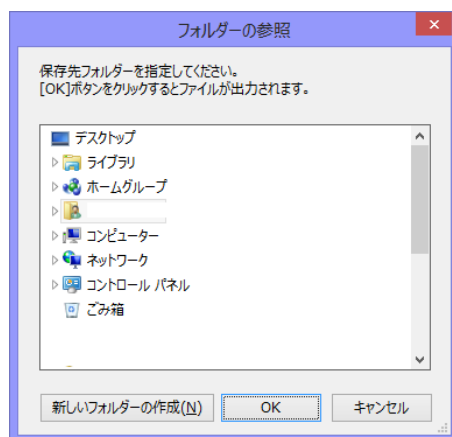 フォルダーの参照
保存先フォルダーを指定してください。
[OK]ボタンをクリックするとファイルが出力されます。
デスクトップ
ライブラリ
ホームグループ
コンピューター
ネットワーク
コントロール パネル
ごみ箱
新しいフォルダーの作成(N)
OK
キャンセル